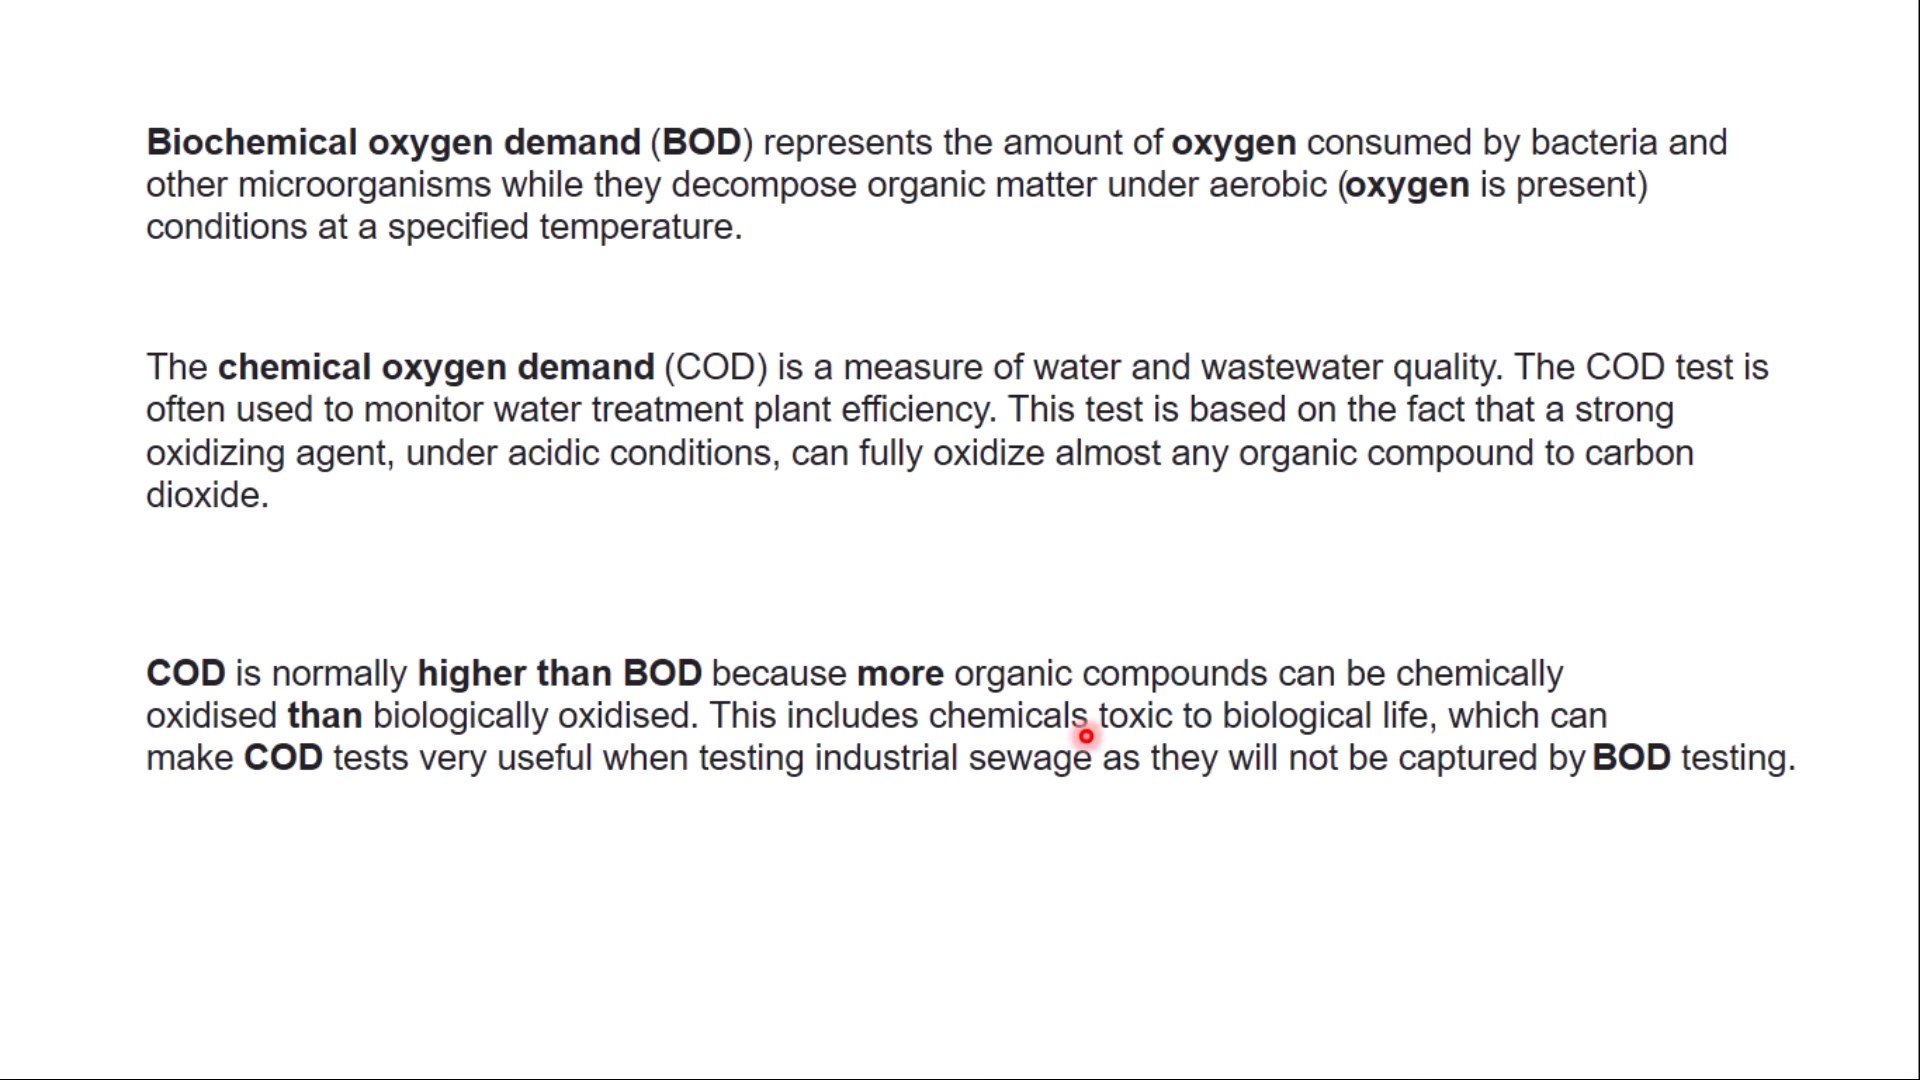 Biochemical oxygen demand (BOD) represents the amount of oxygen consumed by bacteria and
other microorganisms while they decompose organic matter under aerobic (oxygen is present)
conditions at a specified temperature.
The chemical oxygen demand (COD) is a measure of water and wastewater quality. The COD test is
often used to monitor water treatment plant efficiency. This test is based on the fact that a strong
oxidizing agent, under acidic conditions, can fully oxidize almost any organic compound to carbon
dioxide.
COD is normally higher than BOD because more organic compounds can be chemically
oxidised than biologically oxidised. This includes chemicals toxic to biological life, which can
make COD tests very useful when testing industrial sewage as they will not be captured by BOD testing.